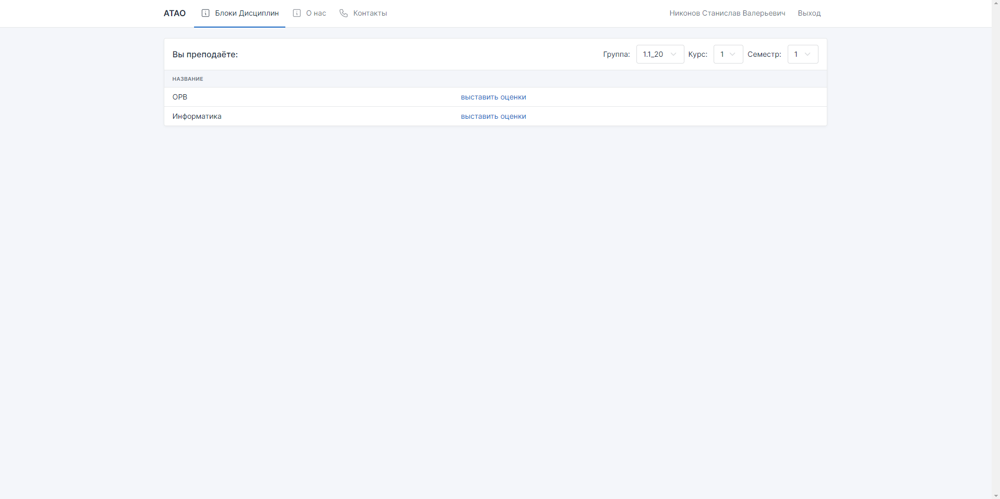 АТАО Блоки Дисциплин О нас Контакты Никонов Станислав Валерьевич Выход
Вы преподаёте: Группа: 1.1_20 Курс: 1 Семестр: 1
НАЗВАНИЕ
ОРВ выставить оценки
Информатика выставить оценки